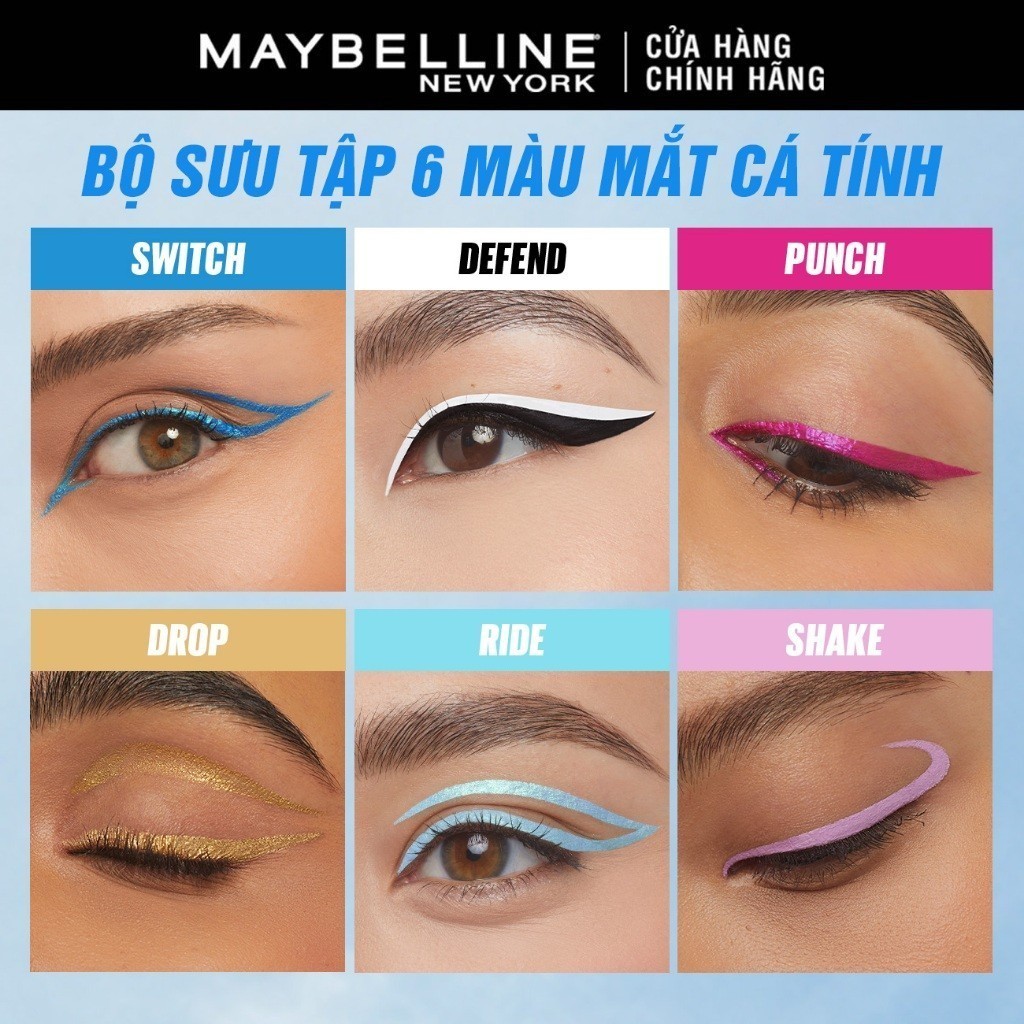 MAYBELLINE
NEW YORK
CỬA HÀNG
CHÍNH HÃNG
BỘ SƯU TẬP 6 MÀU MẮT CÁ TÍNH
SWITCH
DEFEND
PUNCH
DROP
RIDE
SHAKE